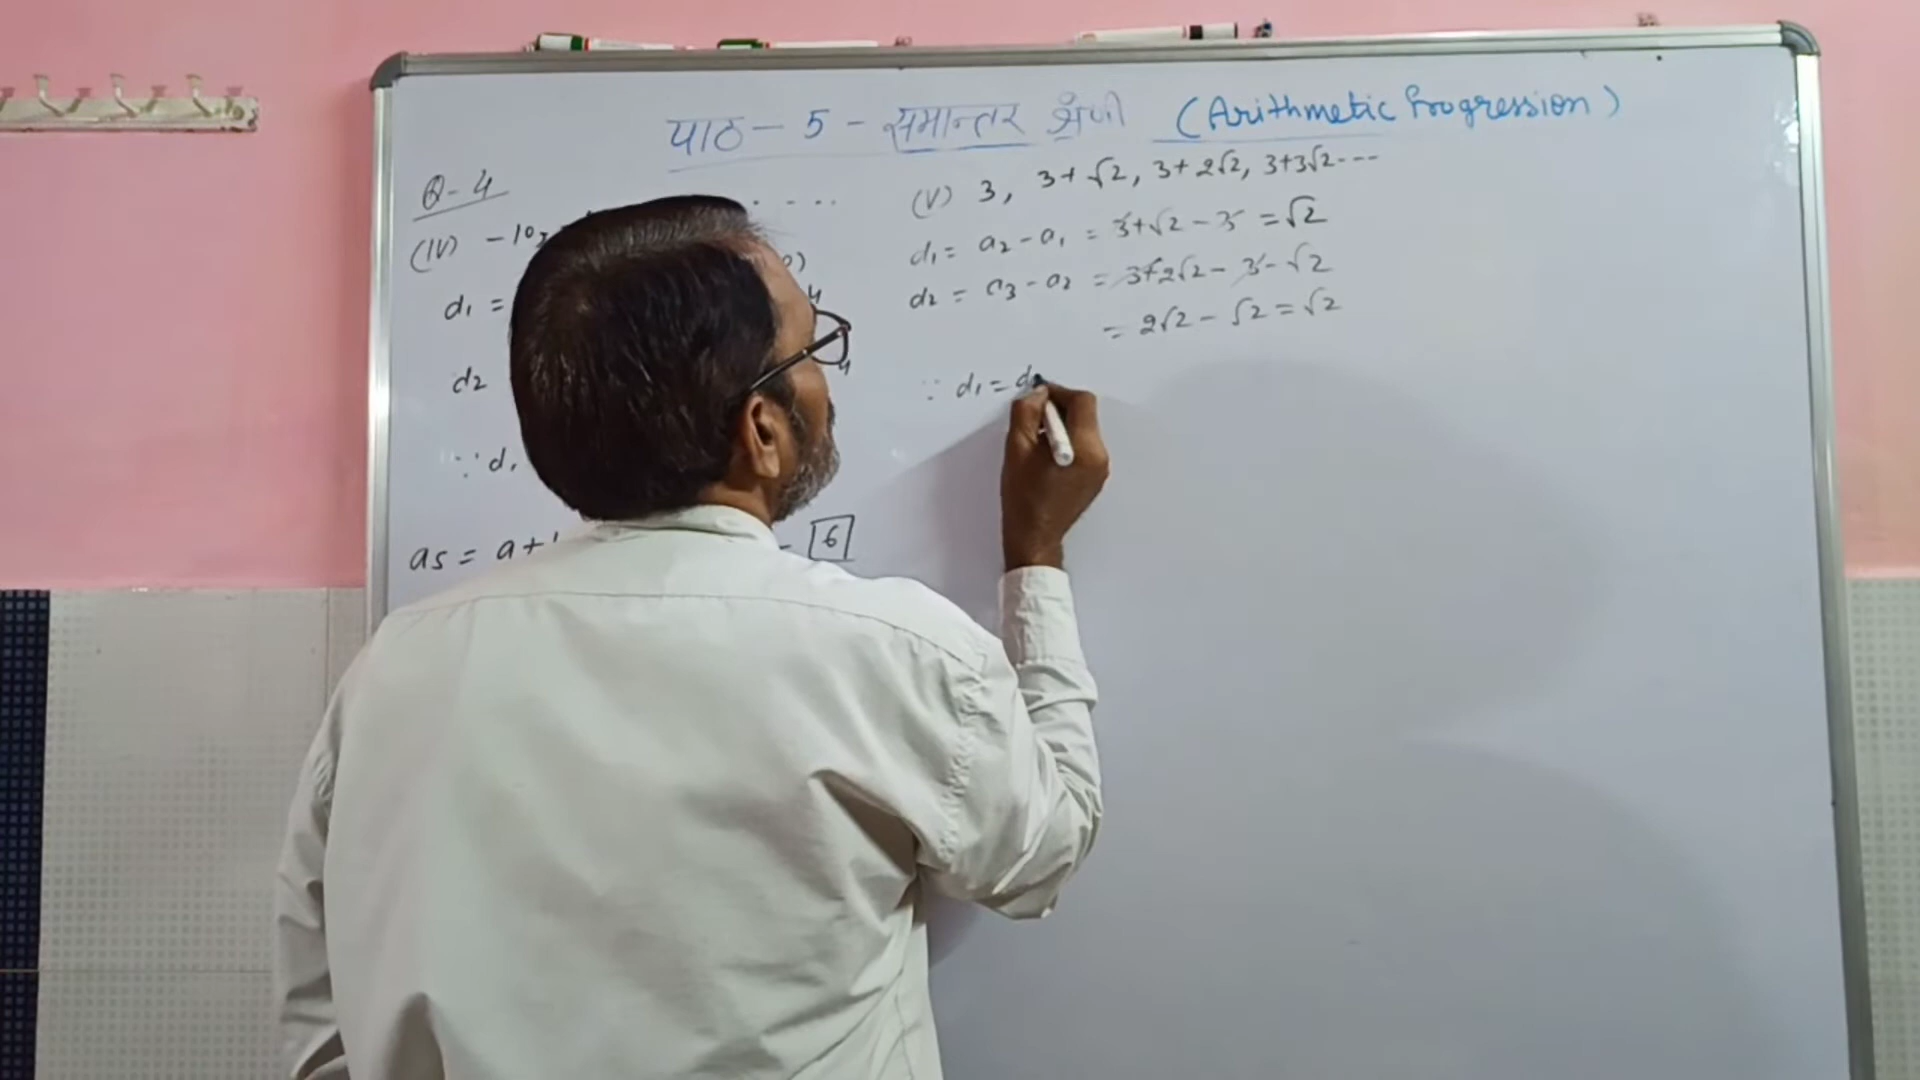 पाठ - 5 - समान्तर श्रेणी (Arithmetic Progression)
Q-4
(IV) -10, . . . .
d₁ =
d₂
∵ d₁
a5 = a+ = 6
(V) 3, 3+√2, 3+2√2, 3+3√2---
d₁ = a₂-a₁ = 3+√2-3 = √2
d₂ = a₃-a₂ = 3+2√2-3-√2
= 2√2-√2=√2
∵ d₁ = d